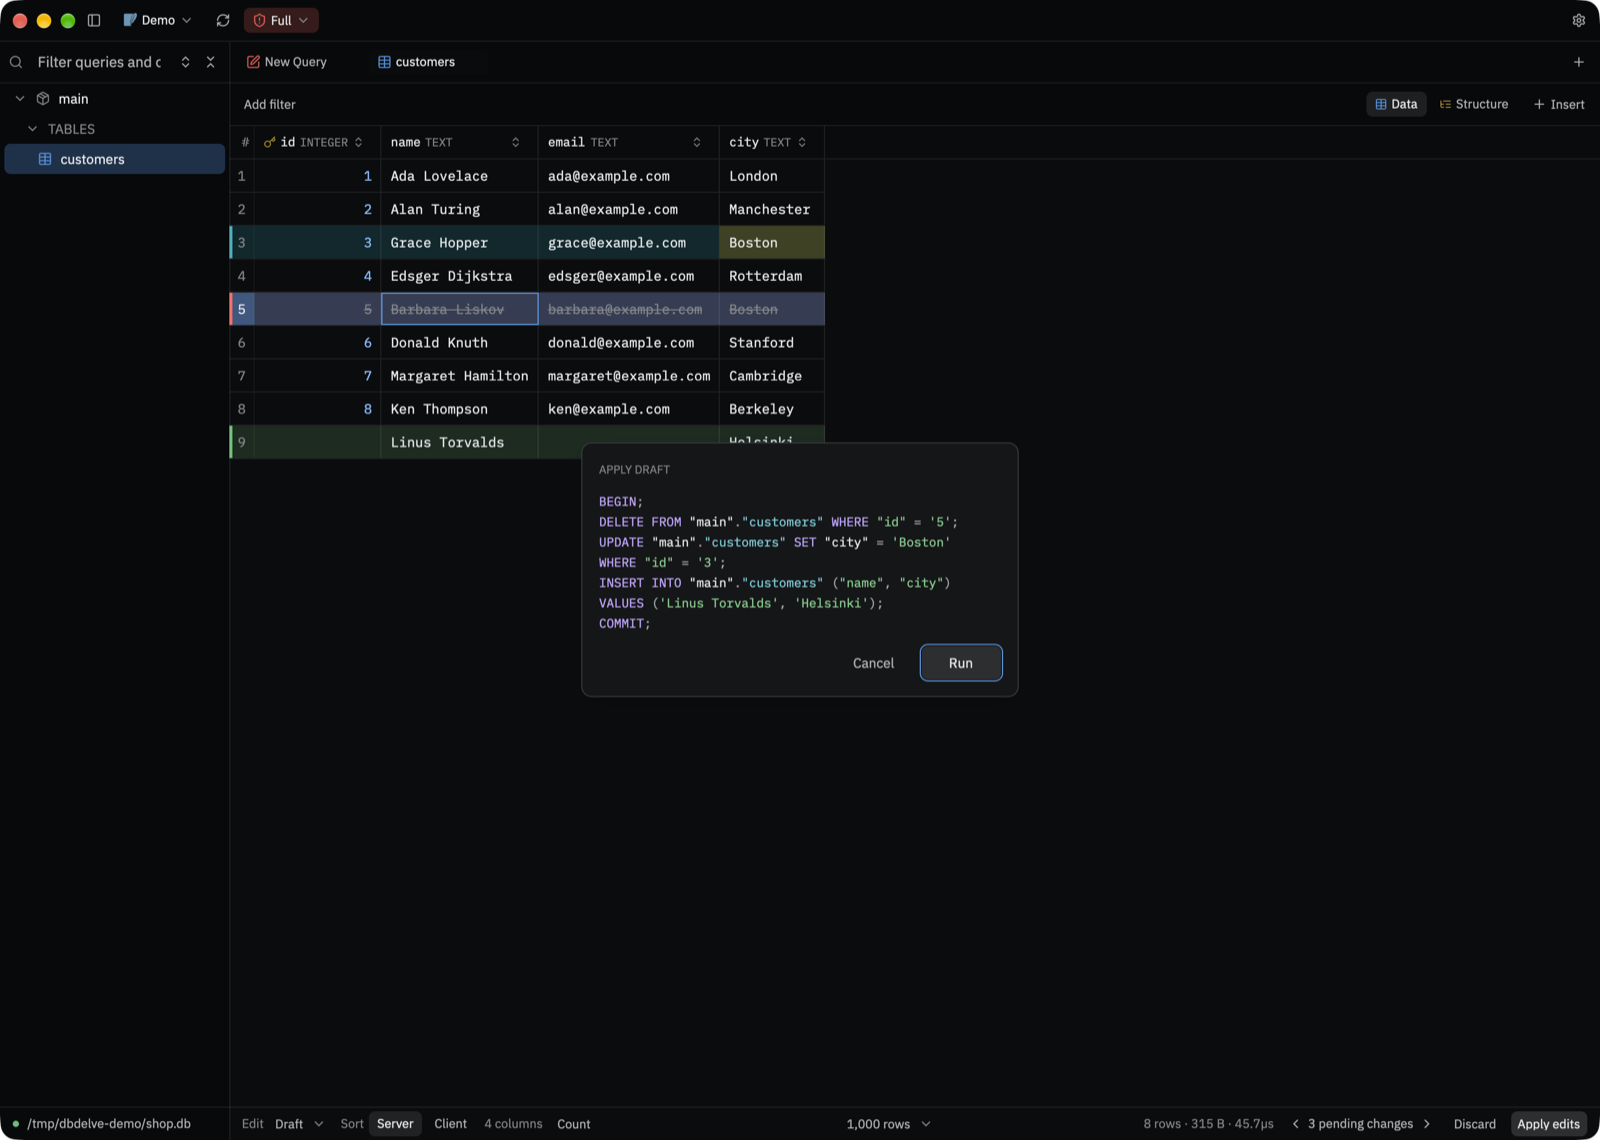 Demo
Full
Filter queries and c
New Query
customers
main
TABLES
customers
Add filter
Data
Structure
Insert
# id INTEGER name TEXT email TEXT city TEXT
1 1 Ada Lovelace ada@example.com London
2 2 Alan Turing alan@example.com Manchester
3 3 Grace Hopper grace@example.com Boston
4 4 Edsger Dijkstra edsger@example.com Rotterdam
5 5 Barbara Liskov barbara@example.com Boston
6 6 Donald Knuth donald@example.com Stanford
7 7 Margaret Hamilton margaret@example.com Cambridge
8 8 Ken Thompson ken@example.com Berkeley
9 Linus Torvalds Helsinki
APPLY DRAFT
BEGIN;
DELETE FROM "main"."customers" WHERE "id" = '5';
UPDATE "main"."customers" SET "city" = 'Boston'
WHERE "id" = '3';
INSERT INTO "main"."customers" ("name", "city")
VALUES ('Linus Torvalds', 'Helsinki');
COMMIT;
Cancel
Run
/tmp/dbdelve-demo/shop.db
Edit Draft Sort Server Client 4 columns Count
1,000 rows
8 rows · 315 B · 45.7µs
3 pending changes
Discard
Apply edits